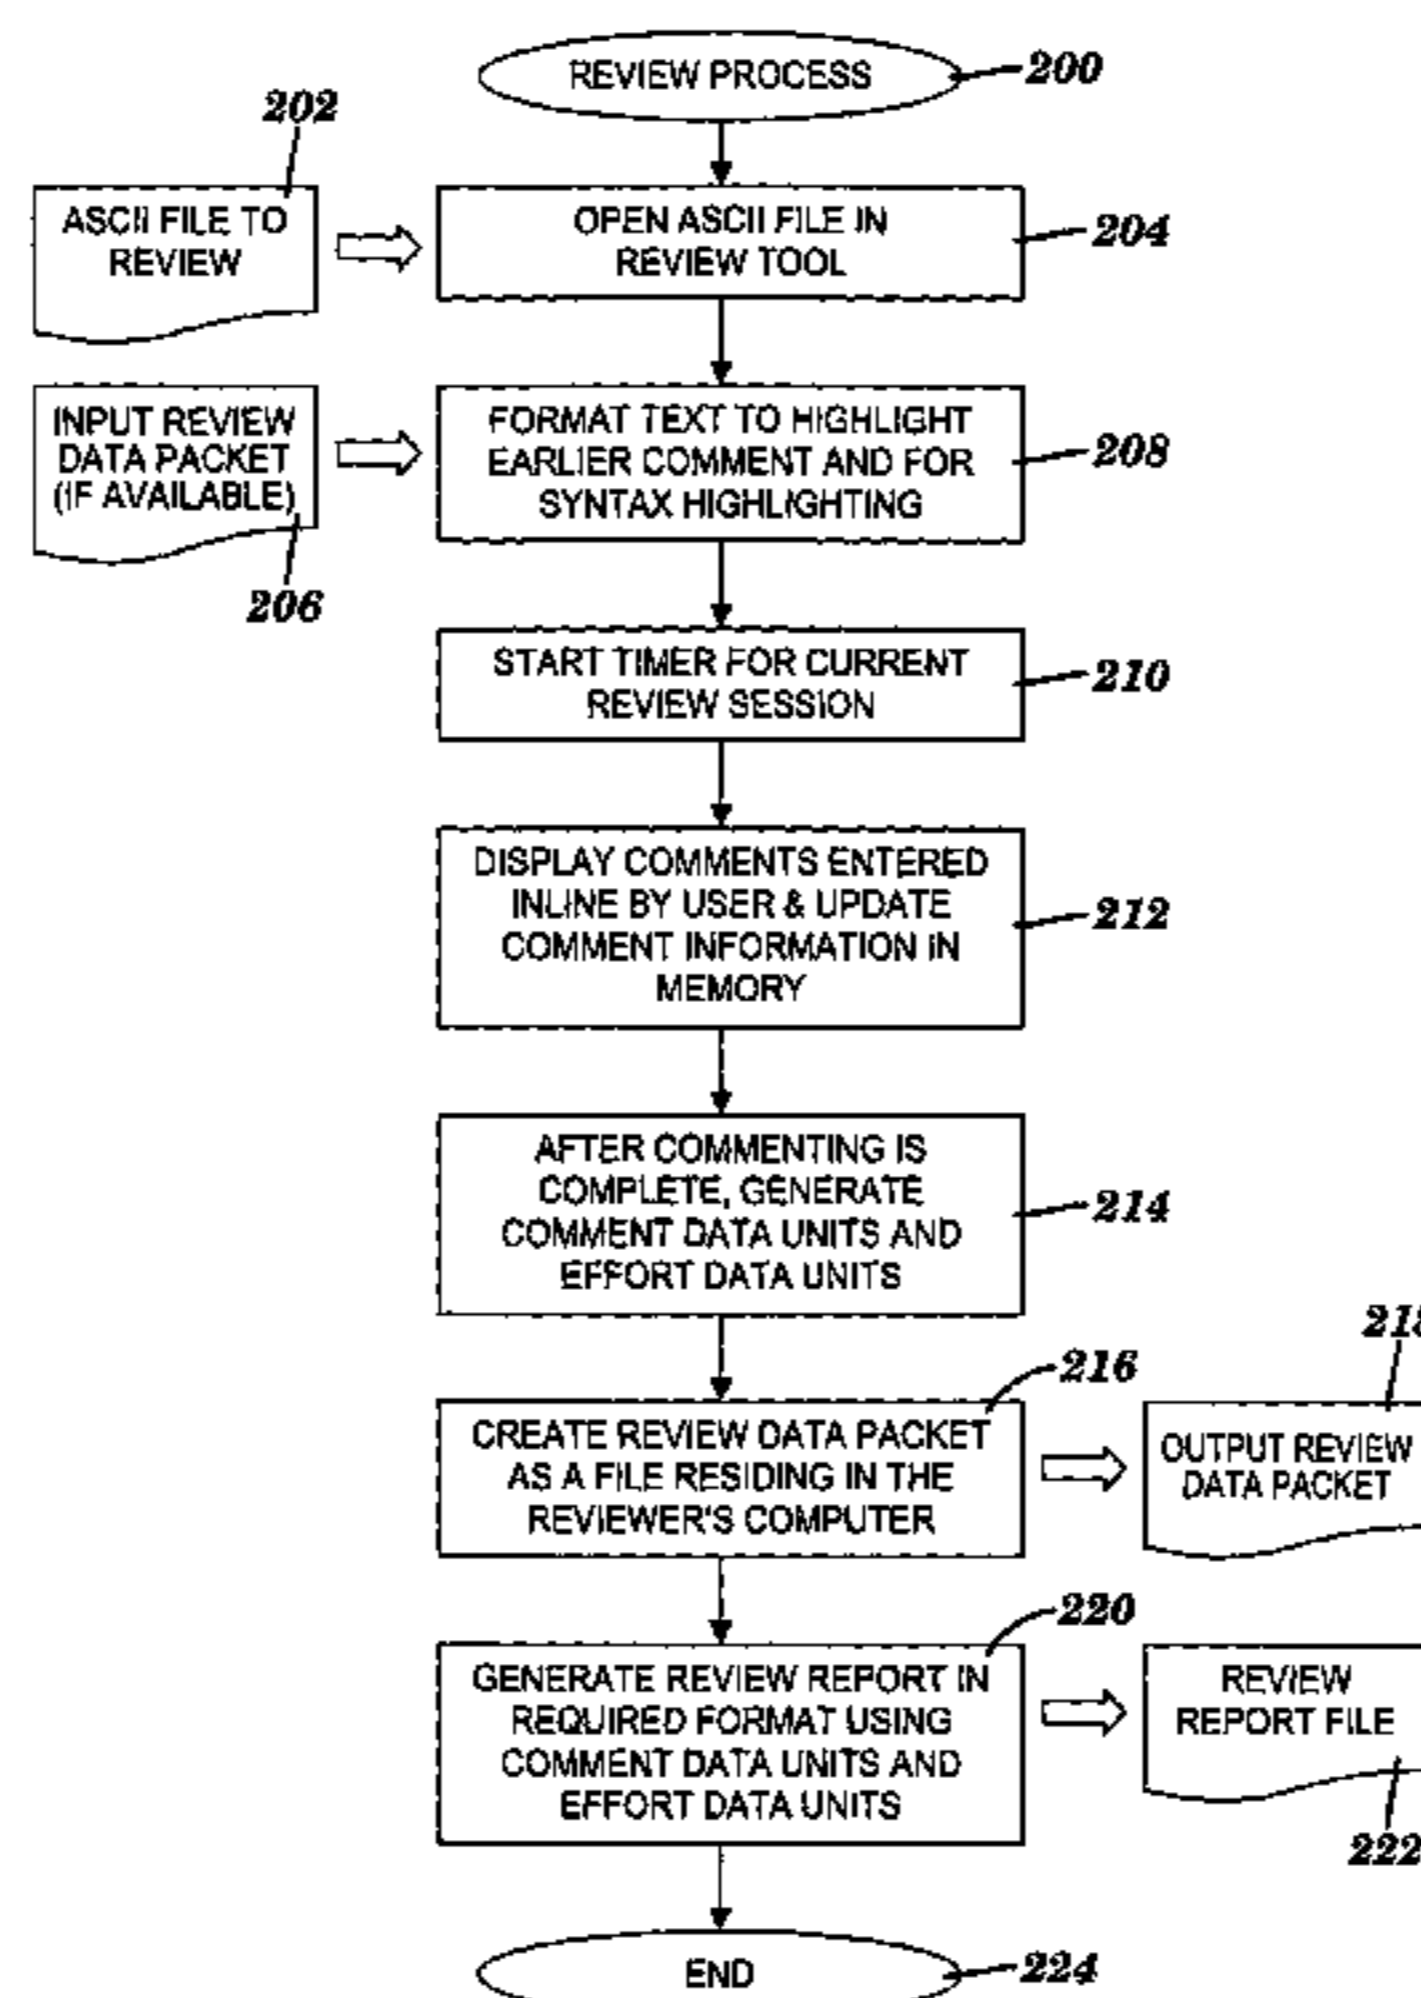 REVIEW PROCESS
200
202
ASCII FILE TO
REVIEW
OPEN ASCII FILE IN
REVIEW TOOL
204
INPUT REVIEW
DATA PACKET
(IF AVAILABLE)
206
FORMAT TEXT TO HIGHLIGHT
EARLIER COMMENT AND FOR
SYNTAX HIGHLIGHTING
208
START TIMER FOR CURRENT
REVIEW SESSION
210
DISPLAY COMMENTS ENTERED
INLINE BY USER & UPDATE
COMMENT INFORMATION IN
MEMORY
212
AFTER COMMENTING IS
COMPLETE, GENERATE
COMMENT DATA UNITS AND
EFFORT DATA UNITS
214
CREATE REVIEW DATA PACKET
AS A FILE RESIDING IN THE
REVIEWER'S COMPUTER
216
218
OUTPUT REVIEW
DATA PACKET
GENERATE REVIEW REPORT IN
REQUIRED FORMAT USING
COMMENT DATA UNITS AND
EFFORT DATA UNITS
220
REVIEW
REPORT FILE
222
END
224